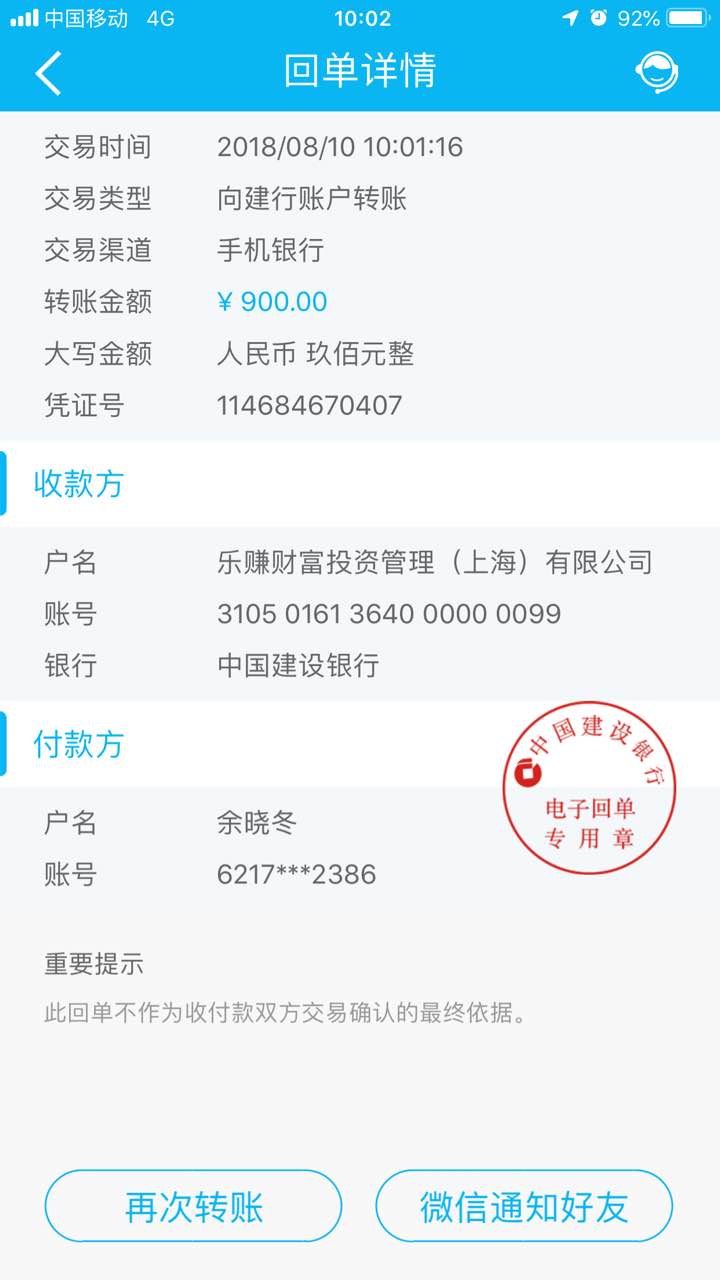 中国移动 4G 10:02 92%
回单详情
交易时间 2018/08/10 10:01:16
交易类型 向建行账户转账
交易渠道 手机银行
转账金额 ¥ 900.00
大写金额 人民币 玖佰元整
凭证号 114684670407
收款方
户名 乐赚财富投资管理（上海）有限公司
账号 3105 0161 3640 0000 0099
银行 中国建设银行
付款方
中国建设银行
电子回单
专用章
户名 余晓冬
账号 6217***2386
重要提示
此回单不作为收付款双方交易确认的最终依据。
再次转账 微信通知好友